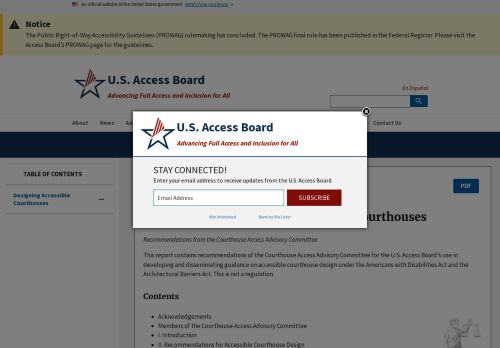 An official website of the United States government Here's how you know
Notice
The Public Right-of-Way Accessibility Guidelines (PROWAG) rulemaking has concluded. The PROWAG final rule has been published in the Federal Register. Please visit the
Access Board's PROWAG page for the guidelines.
U.S. Access Board
Advancing Full Access and Inclusion for All
En Español
About News
Contact Us
U.S. Access Board
Advancing Full Access and Inclusion for All
STAY CONNECTED!
Enter your email address to receive updates from the U.S. Access Board.
Email Address
SUBSCRIBE
Not Interested Remind Me Later
TABLE OF CONTENTS
Designing Accessible
Courthouses
PDF
Courthouses
Recommendations from the Courthouse Access Advisory Committee
This report contains recommendations of the Courthouse Access Advisory Committee for the U.S. Access Board's use in
developing and disseminating guidance on accessible courthouse design under the Americans with Disabilities Act and the
Architectural Barriers Act. This is not a regulation.
Contents
• Acknowledgements
• Members of the Courthouse Access Advisory Committee
• I. Introduction
• II. Recommendations for Accessible Courthouse Design